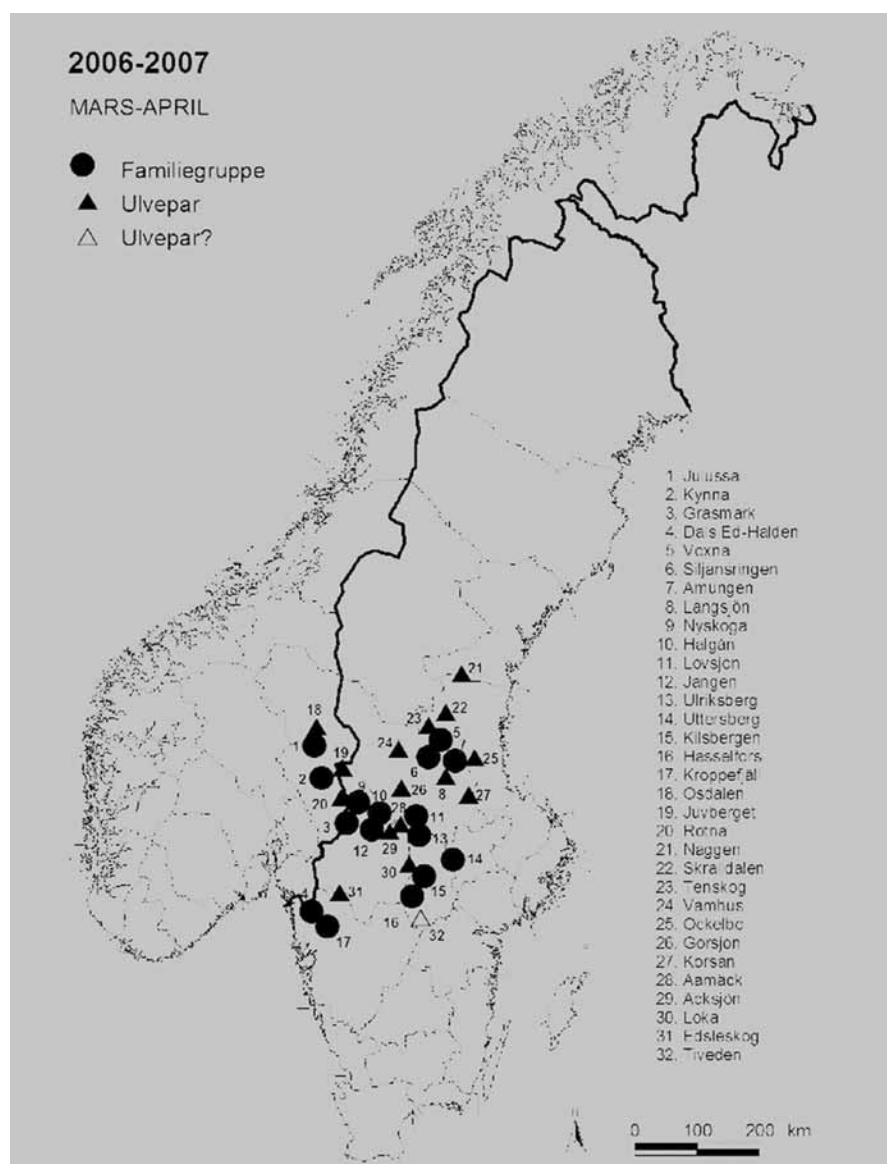 2006-2007
MARS-APRIL
Familiegruppe
Ulvepar
Ulvepar?
1. Julussa
2. Kynna
3. Grasmark
4. Dals Ed-Halden
5. Voxna
6. Siljansringen
7. Amungen
8. Langsjön
9. Nyskoga
10. Halgån
11. Lovsjön
12. Jangen
13. Ulriksberg
14. Uttersberg
15. Kilsbergen
16. Hasselfors
17. Kroppefjäll
18. Osdalen
19. Juvberget
20. Rotna
21. Naggen
22. Skralldalen
23. Tenskog
24. Vamhus
25. Ockelbo
26. Gorsjön
27. Korsån
28. Aamäck
29. Acksjön
30. Loka
31. Edsleskog
32. Tiveden
21
22
23
5
18
24
1
7
25
19
6
2
8
26
27
9
10
20
28
11
3
29
13
12
14
30
15
31
4
16
17
32
0 100 200 km